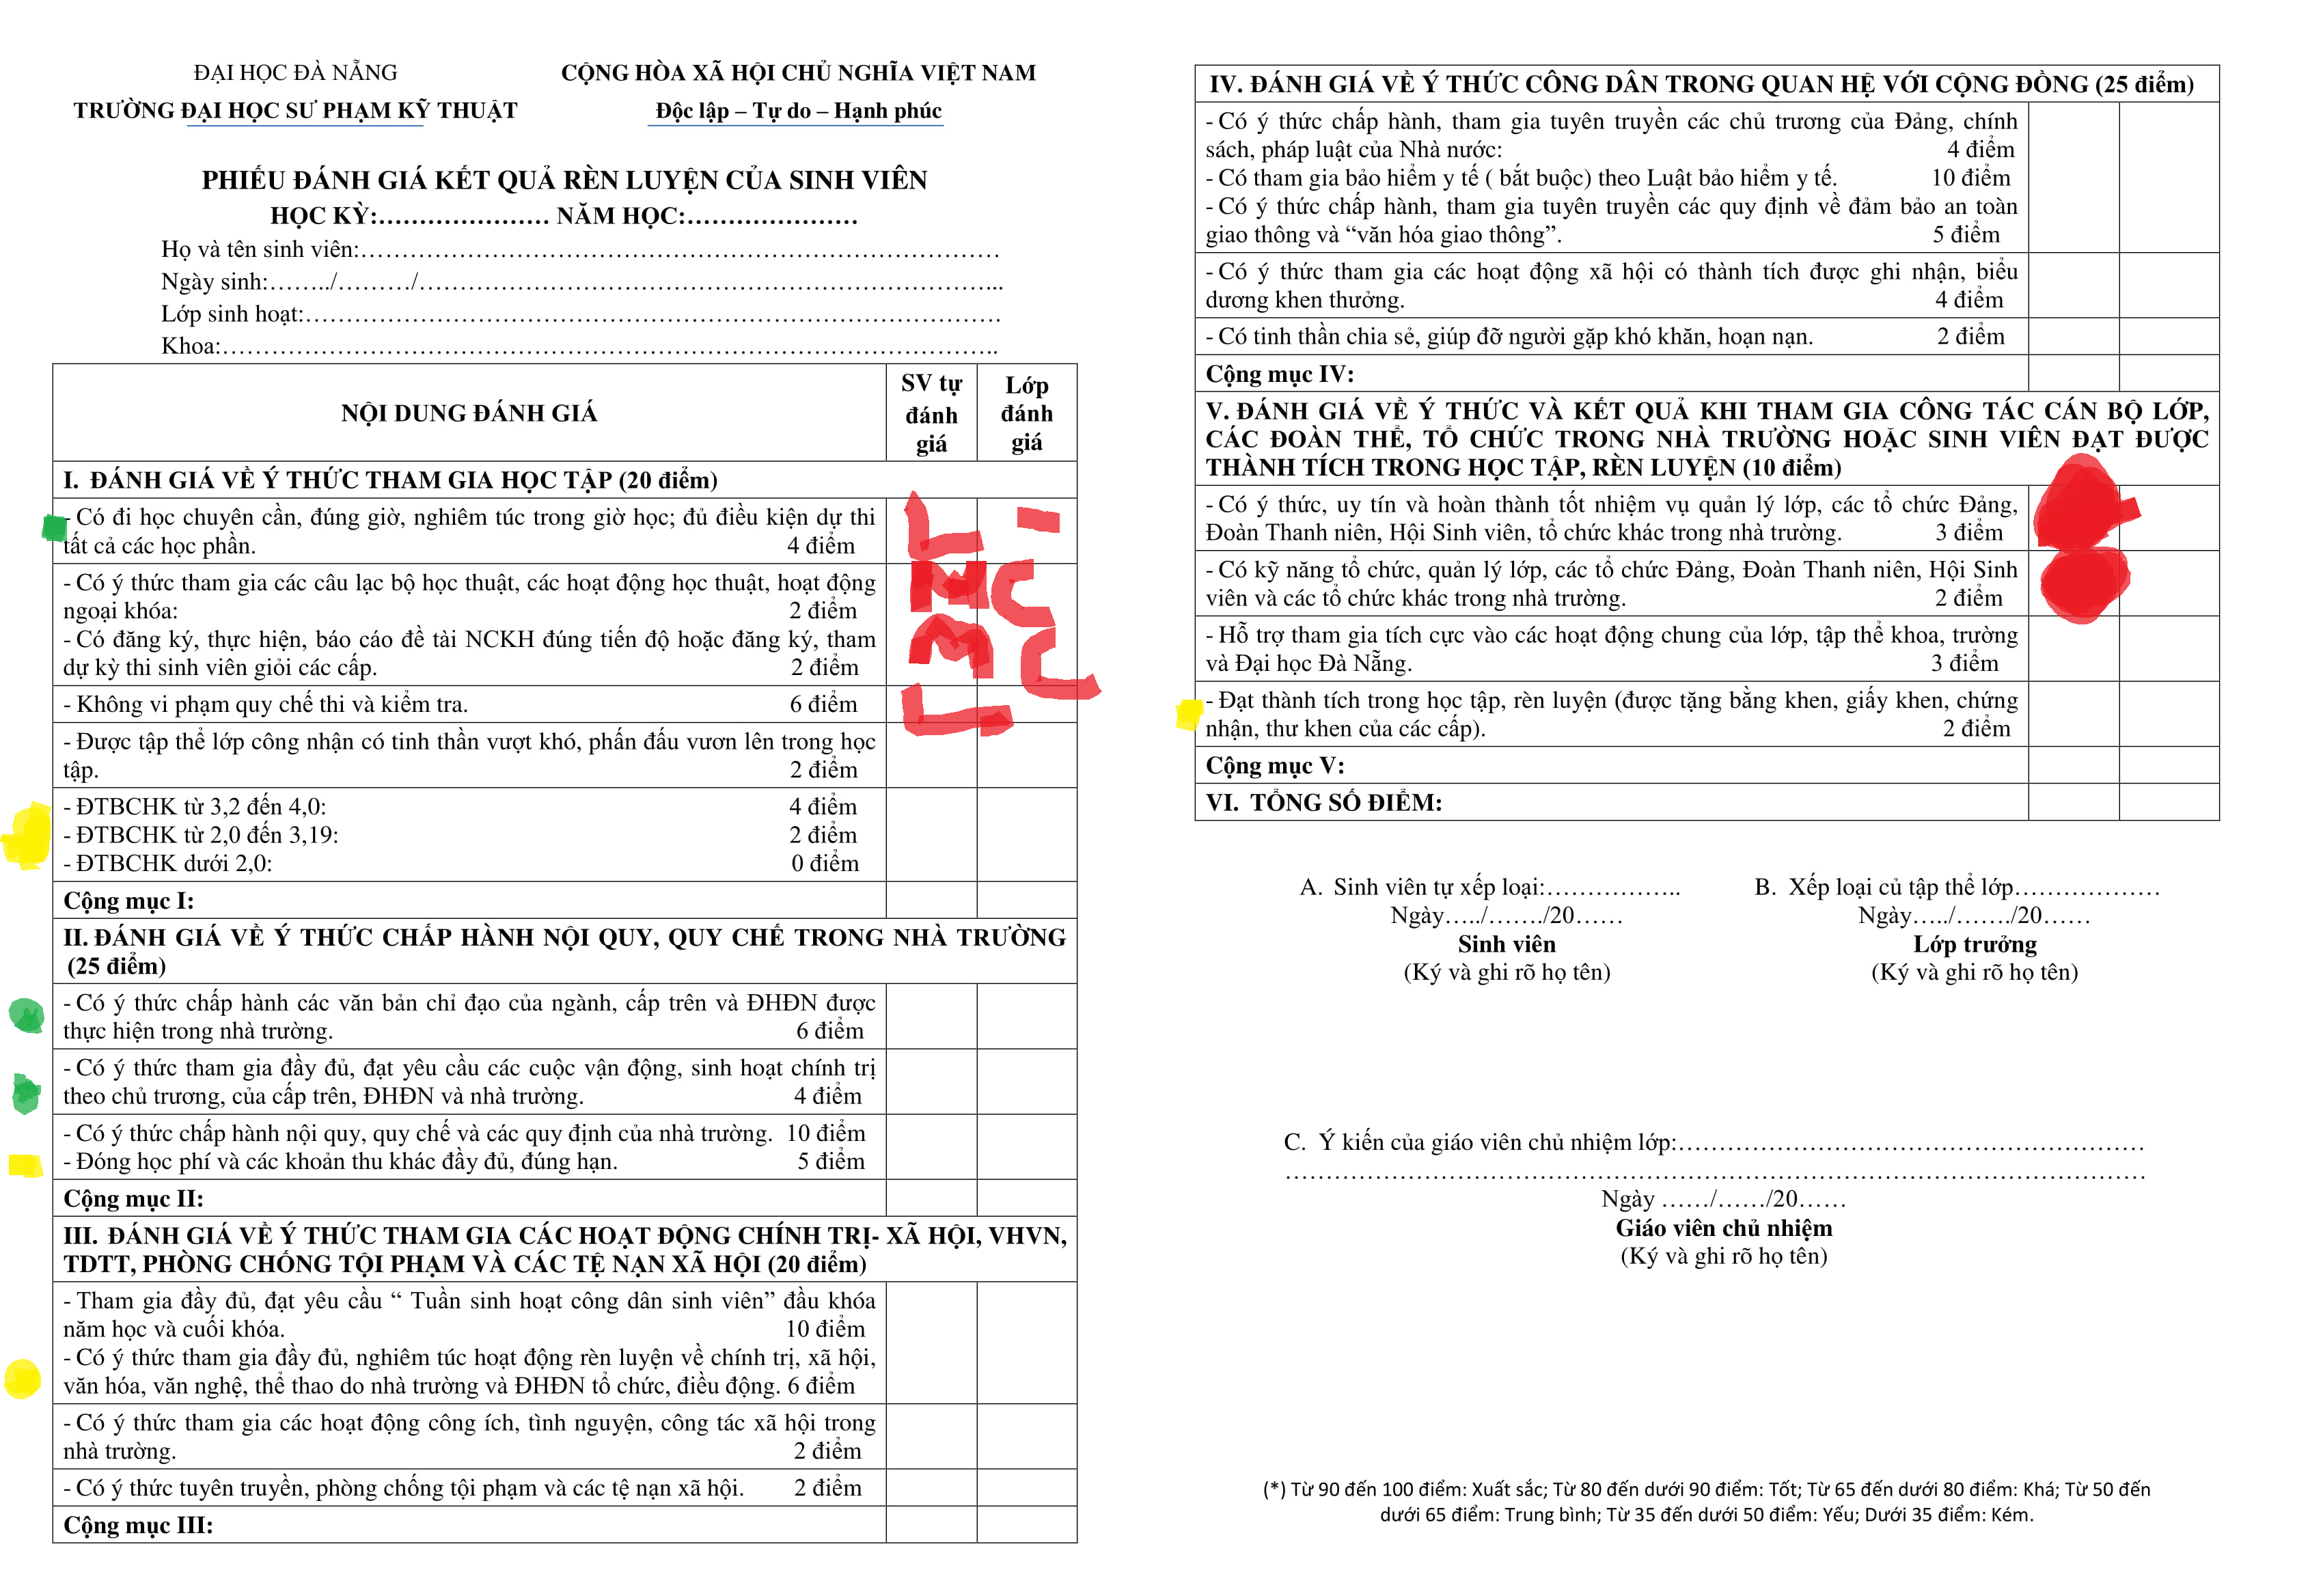 ĐẠI HỌC ĐÀ NẴNG
TRƯỜNG ĐẠI HỌC SƯ PHẠM KỸ THUẬT
CỘNG HÒA XÃ HỘI CHỦ NGHĨA VIỆT NAM
Độc lập – Tự do – Hạnh phúc
PHIẾU ĐÁNH GIÁ KẾT QUẢ RÈN LUYỆN CỦA SINH VIÊN
HỌC KỲ:………………… NĂM HỌC:…………………
Họ và tên sinh viên:……………………………………………………………………
Ngày sinh:……../………/……………………………………………………………...
Lớp sinh hoạt:…………………………………………………………………………
Khoa:…………………………………………………………………………………..
NỘI DUNG ĐÁNH GIÁ
SV tự
đánh
giá
Lớp
đánh
giá
I. ĐÁNH GIÁ VỀ Ý THỨC THAM GIA HỌC TẬP (20 điểm)
- Có đi học chuyên cần, đúng giờ, nghiêm túc trong giờ học; đủ điều kiện dự thi
tất cả các học phần. 4 điểm
- Có ý thức tham gia các câu lạc bộ học thuật, các hoạt động học thuật, hoạt động
ngoại khóa: 2 điểm
- Có đăng ký, thực hiện, báo cáo đề tài NCKH đúng tiến độ hoặc đăng ký, tham
dự kỳ thi sinh viên giỏi các cấp. 2 điểm
- Không vi phạm quy chế thi và kiểm tra. 6 điểm
- Được tập thể lớp công nhận có tinh thần vượt khó, phấn đấu vươn lên trong học
tập. 2 điểm
- ĐTBCHK từ 3,2 đến 4,0: 4 điểm
- ĐTBCHK từ 2,0 đến 3,19: 2 điểm
- ĐTBCHK dưới 2,0: 0 điểm
Cộng mục I:
II. ĐÁNH GIÁ VỀ Ý THỨC CHẤP HÀNH NỘI QUY, QUY CHẾ TRONG NHÀ TRƯỜNG
(25 điểm)
- Có ý thức chấp hành các văn bản chỉ đạo của ngành, cấp trên và ĐHĐN được
thực hiện trong nhà trường. 6 điểm
- Có ý thức tham gia đầy đủ, đạt yêu cầu các cuộc vận động, sinh hoạt chính trị
theo chủ trương, của cấp trên, ĐHĐN và nhà trường. 4 điểm
- Có ý thức chấp hành nội quy, quy chế và các quy định của nhà trường. 10 điểm
- Đóng học phí và các khoản thu khác đầy đủ, đúng hạn. 5 điểm
Cộng mục II:
III. ĐÁNH GIÁ VỀ Ý THỨC THAM GIA CÁC HOẠT ĐỘNG CHÍNH TRỊ- XÃ HỘI, VHVN,
TDTT, PHÒNG CHỐNG TỘI PHẠM VÀ CÁC TỆ NẠN XÃ HỘI (20 điểm)
- Tham gia đầy đủ, đạt yêu cầu “ Tuần sinh hoạt công dân sinh viên” đầu khóa
năm học và cuối khóa. 10 điểm
- Có ý thức tham gia đầy đủ, nghiêm túc hoạt động rèn luyện về chính trị, xã hội,
văn hóa, văn nghệ, thể thao do nhà trường và ĐHĐN tổ chức, điều động. 6 điểm
- Có ý thức tham gia các hoạt động công ích, tình nguyện, công tác xã hội trong
nhà trường. 2 điểm
- Có ý thức tuyên truyền, phòng chống tội phạm và các tệ nạn xã hội. 2 điểm
Cộng mục III:
IV. ĐÁNH GIÁ VỀ Ý THỨC CÔNG DÂN TRONG QUAN HỆ VỚI CỘNG ĐỒNG (25 điểm)
- Có ý thức chấp hành, tham gia tuyên truyền các chủ trương của Đảng, chính
sách, pháp luật của Nhà nước: 4 điểm
- Có tham gia bảo hiểm y tế ( bắt buộc) theo Luật bảo hiểm y tế. 10 điểm
- Có ý thức chấp hành, tham gia tuyên truyền các quy định về đảm bảo an toàn
giao thông và “văn hóa giao thông”. 5 điểm
- Có ý thức tham gia các hoạt động xã hội có thành tích được ghi nhận, biểu
dương khen thưởng. 4 điểm
- Có tinh thần chia sẻ, giúp đỡ người gặp khó khăn, hoạn nạn. 2 điểm
Cộng mục IV:
V. ĐÁNH GIÁ VỀ Ý THỨC VÀ KẾT QUẢ KHI THAM GIA CÔNG TÁC CÁN BỘ LỚP,
CÁC ĐOÀN THỂ, TỔ CHỨC TRONG NHÀ TRƯỜNG HOẶC SINH VIÊN ĐẠT ĐƯỢC
THÀNH TÍCH TRONG HỌC TẬP, RÈN LUYỆN (10 điểm)
- Có ý thức, uy tín và hoàn thành tốt nhiệm vụ quản lý lớp, các tổ chức Đảng,
Đoàn Thanh niên, Hội Sinh viên, tổ chức khác trong nhà trường. 3 điểm
- Có kỹ năng tổ chức, quản lý lớp, các tổ chức Đảng, Đoàn Thanh niên, Hội Sinh
viên và các tổ chức khác trong nhà trường. 2 điểm
- Hỗ trợ tham gia tích cực vào các hoạt động chung của lớp, tập thể khoa, trường
và Đại học Đà Nẵng. 3 điểm
- Đạt thành tích trong học tập, rèn luyện (được tặng bằng khen, giấy khen, chứng
nhận, thư khen của các cấp). 2 điểm
Cộng mục V:
VI. TỔNG SỐ ĐIỂM:
A. Sinh viên tự xếp loại:……………..
Ngày…../……./20……
Sinh viên
(Ký và ghi rõ họ tên)
B. Xếp loại củ tập thể lớp………………
Ngày…../……./20……
Lớp trưởng
(Ký và ghi rõ họ tên)
C. Ý kiến của giáo viên chủ nhiệm lớp:…………………………………………………
……………………………………………………………………………………………
Ngày ……/……/20……
Giáo viên chủ nhiệm
(Ký và ghi rõ họ tên)
(*) Từ 90 đến 100 điểm: Xuất sắc; Từ 80 đến dưới 90 điểm: Tốt; Từ 65 đến dưới 80 điểm: Khá; Từ 50 đến
dưới 65 điểm: Trung bình; Từ 35 đến dưới 50 điểm: Yếu; Dưới 35 điểm: Kém.